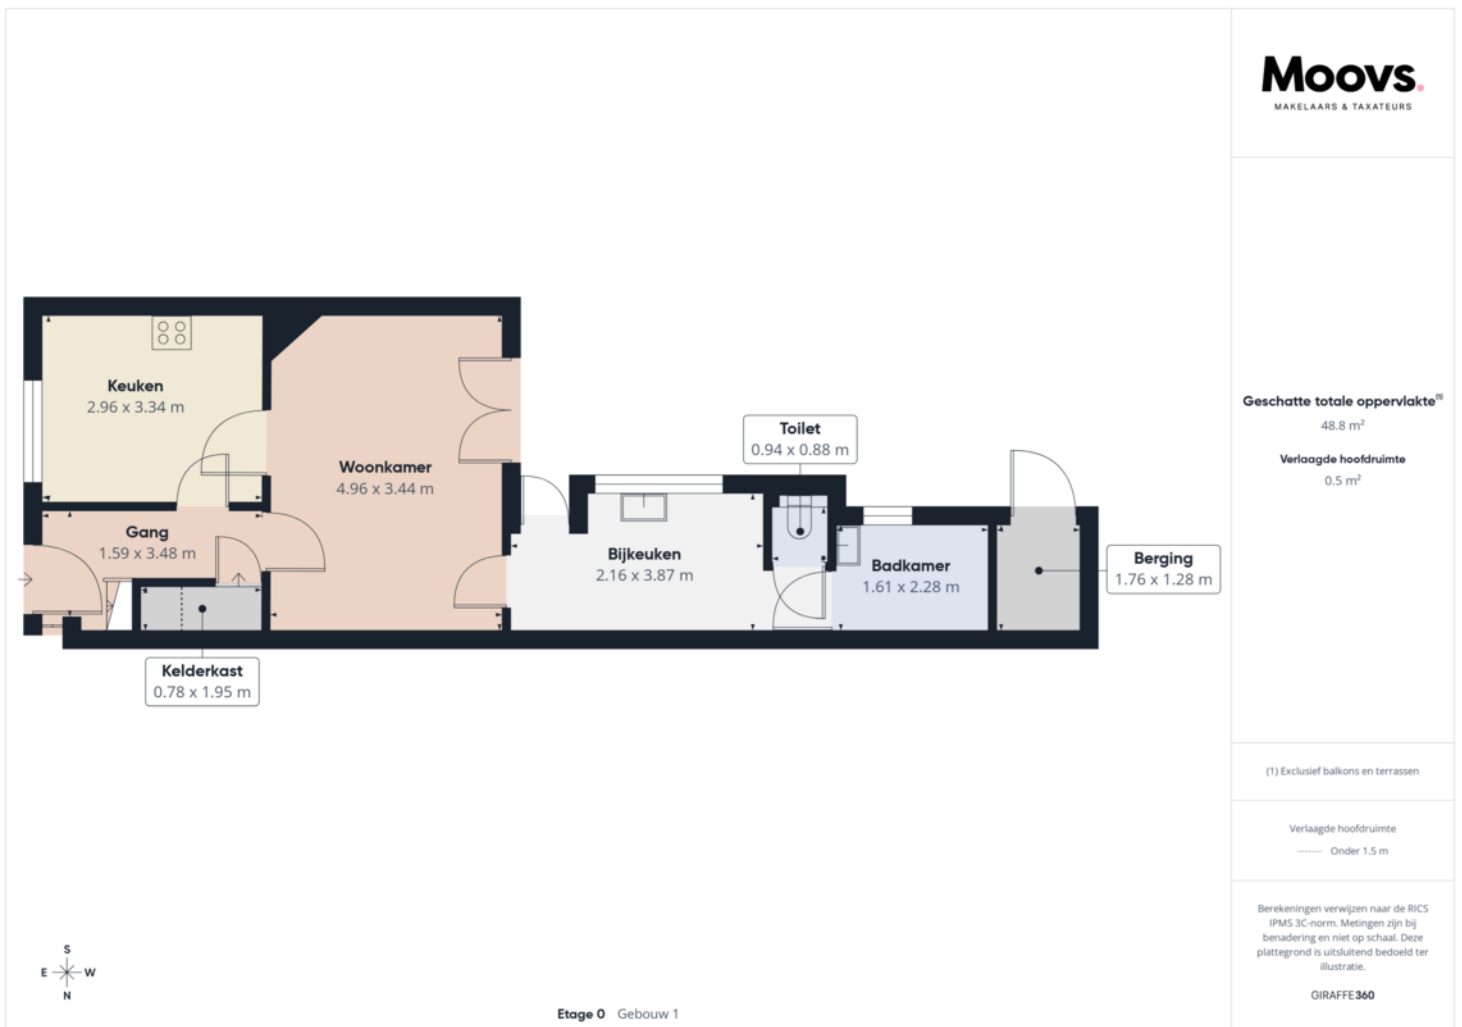 Moovs.
MAKELAARS & TAXATEURS
Keuken
2.96 x 3.34 m
Woonkamer
4.96 x 3.44 m
Gang
1.59 x 3.48 m
Kelderkast
0.78 x 1.95 m
Bijkeuken
2.16 x 3.87 m
Toilet
0.94 x 0.88 m
Badkamer
1.61 x 2.28 m
Berging
1.76 x 1.28 m
Geschatte totale oppervlakte(1)
48.8 m²
Verlaagde hoofdruimte
0.5 m²
(1) Exclusief balkons en terrassen
Verlaagde hoofdruimte
Onder 1.5 m
Berekeningen verwijzen naar de RICS
IPMS 3C-norm. Metingen zijn bij
benadering en niet op schaal. Deze
plattegrond is uitsluitend bedoeld ter
illustratie.
GIRAFFE360
S
E W
N
Etage 0 Gebouw 1